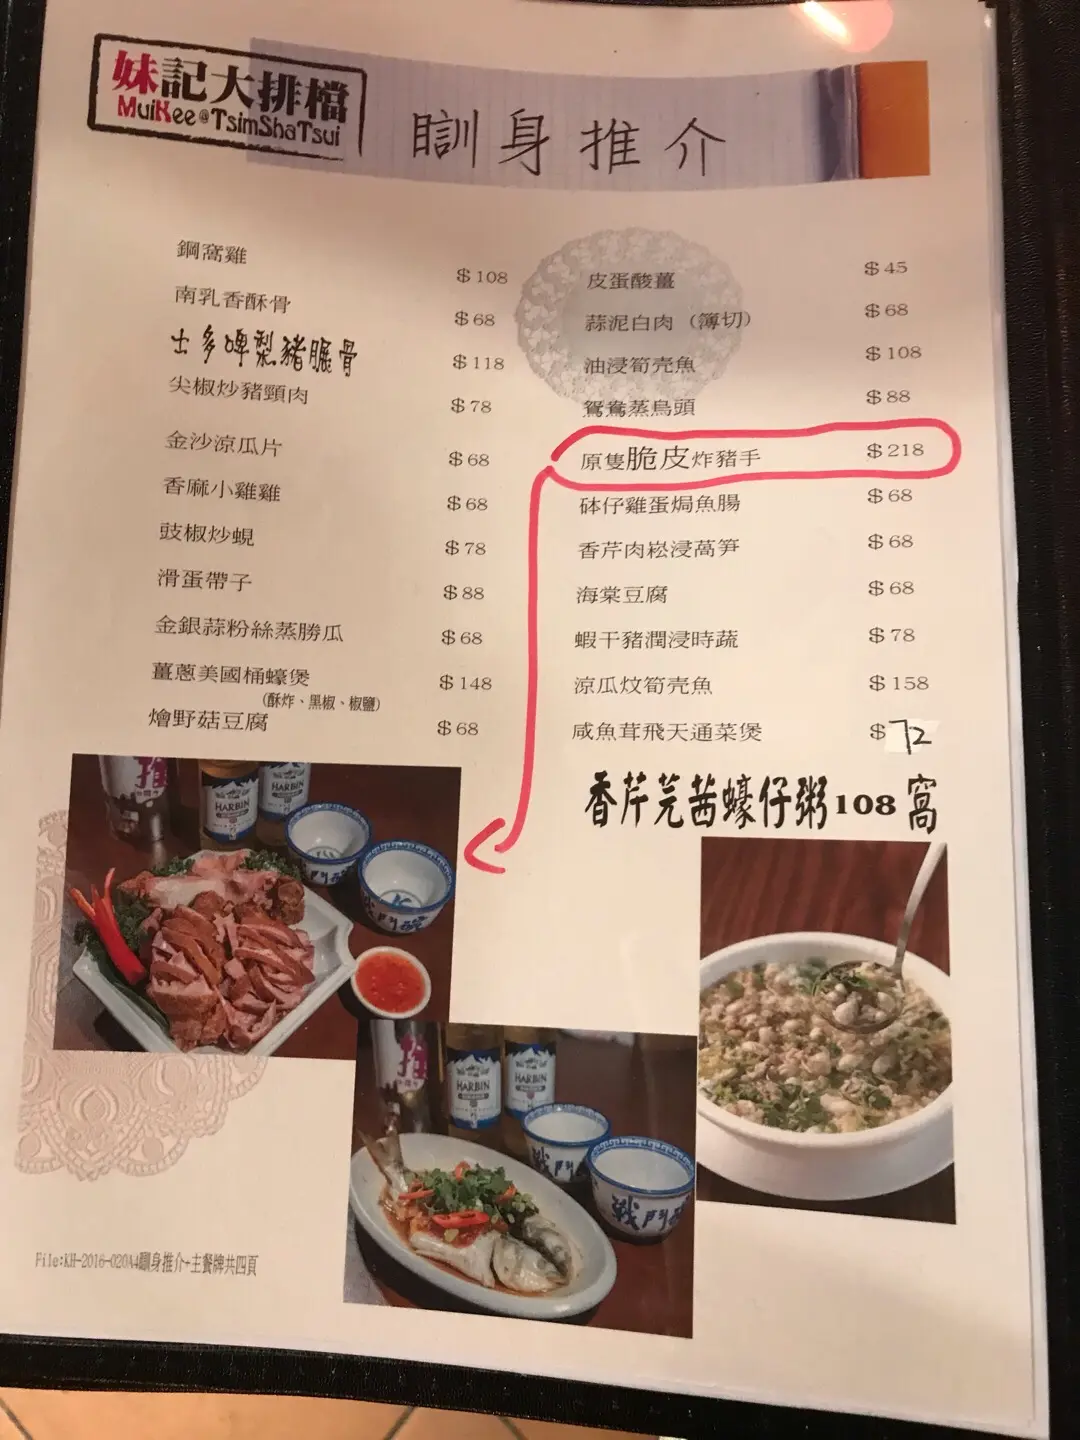 妹記大排檔
MuiKee@TsimShaTsui
瞓身推介
鋼窩雞 $108
南乳香酥骨 $68
士多啤梨豬腒骨 $118
尖椒炒豬頸肉 $78
金沙涼瓜片 $68
香麻小雞雞 $68
豉椒炒蜆 $78
滑蛋帶子 $88
金銀蒜粉絲蒸勝瓜 $68
薑蔥美國桶蠔煲 $148
(酥炸、黑椒、椒鹽)
燴野菇豆腐 $68
皮蛋酸薑 $45
蒜泥白肉 (簿切) $68
油浸筍壳魚 $108
鴛鴦蒸烏頭 $88
原隻脆皮炸豬手 $218
砵仔雞蛋焗魚腸 $68
香芹肉崧浸萵笋 $68
海棠豆腐 $68
蝦干豬潤浸時蔬 $78
涼瓜炆筍壳魚 $158
咸魚茸飛天通菜煲 $72
香芹芫茜蠔仔粥108窩
HARBIN
HARBIN
戰鬥碗
HARBIN
HARBIN
戰鬥
戰鬥碗
File:KH-2016-020A4瞓身推介+主餐牌共四頁